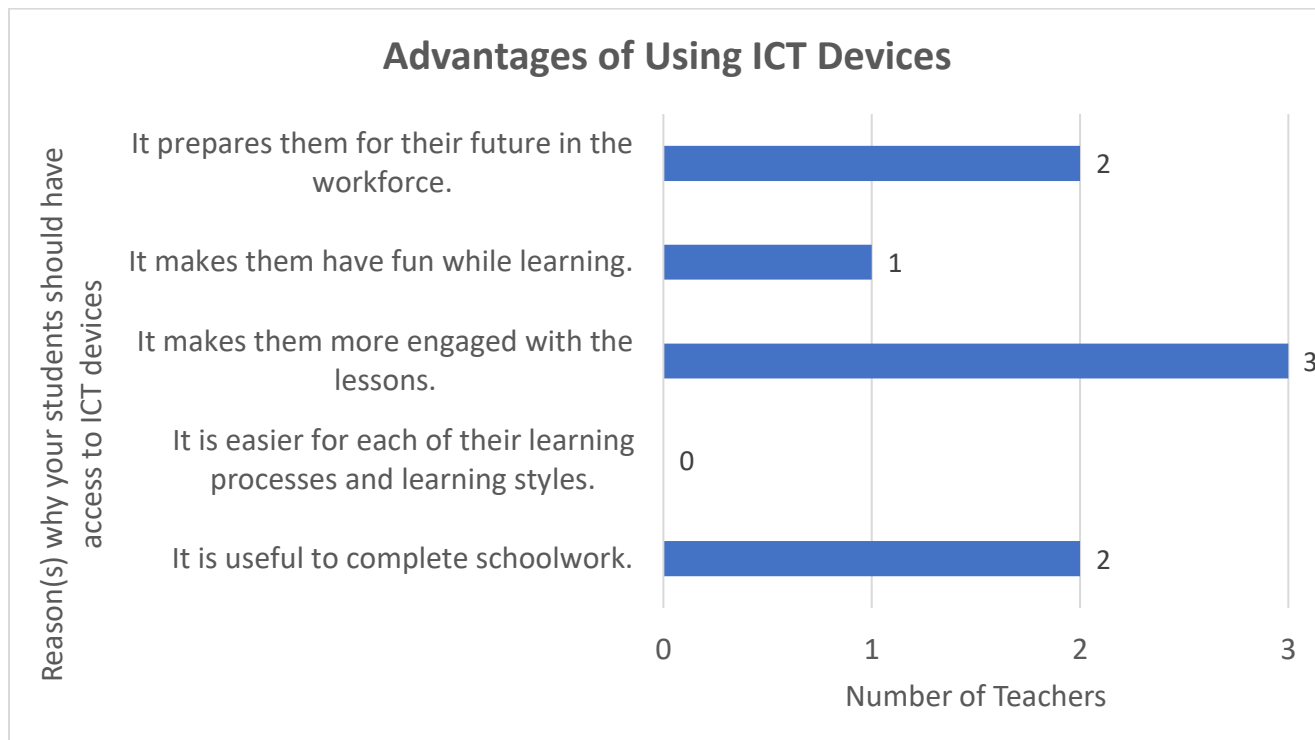 Advantages of Using ICT Devices
Reason(s) why your students should have
access to ICT devices
It prepares them for their future in the
workforce.
2
It makes them have fun while learning.
1
It makes them more engaged with the
lessons.
3
It is easier for each of their learning
processes and learning styles.
0
It is useful to complete schoolwork.
2
0 1 2 3
Number of Teachers